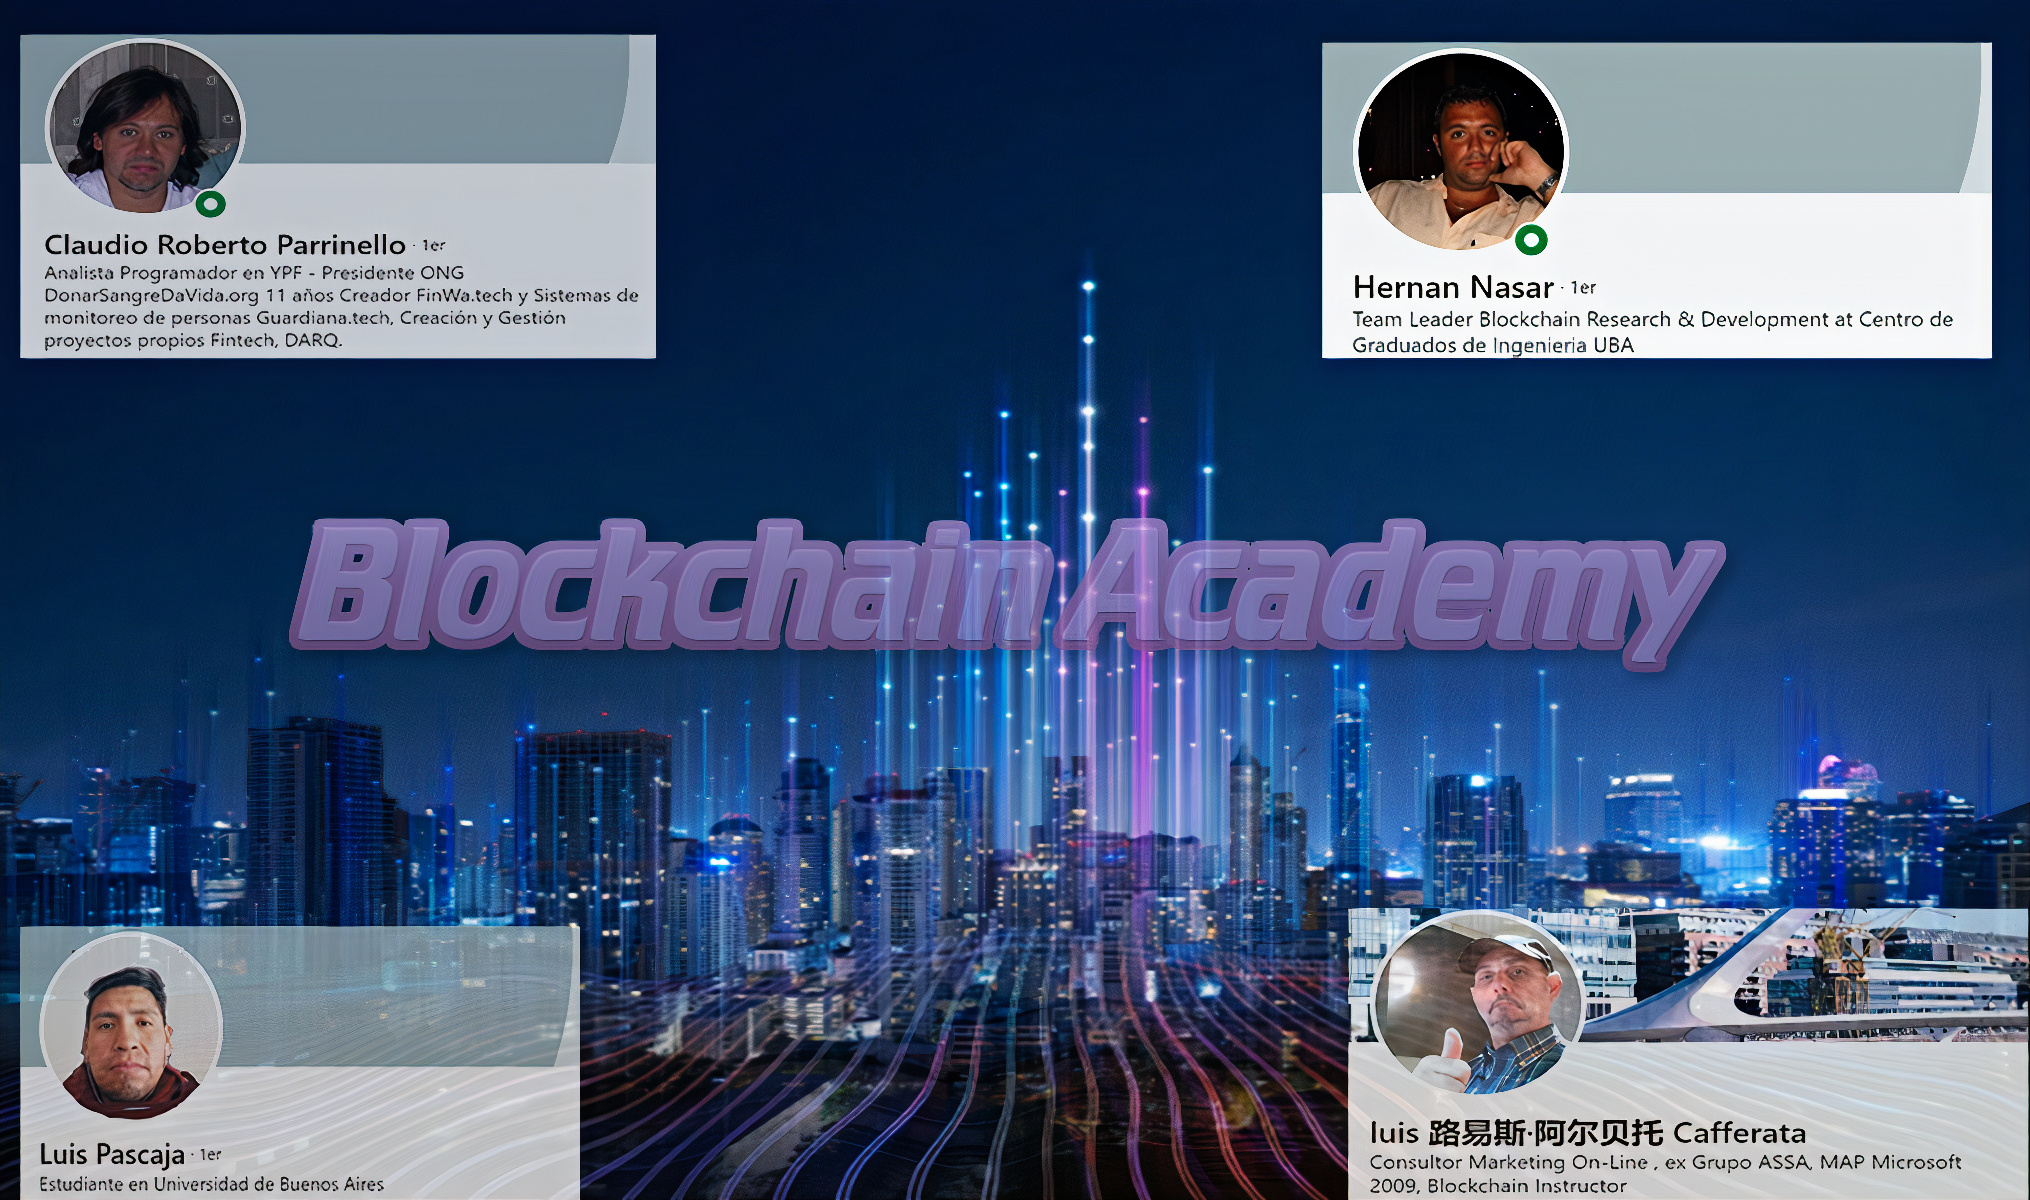 Claudio Roberto Parrinello · 1er
Analista Programador en YPF - Presidente ONG
DonarSangreDaVida.org 11 años Creador FinWa.tech y Sistemas de
monitoreo de personas Guardiana.tech, Creación y Gestión
proyectos propios Fintech, DARQ.
Hernan Nasar · 1er
Team Leader Blockchain Research & Development at Centro de
Graduados de Ingenieria UBA
Blockchain Academy
Luis Pascaja · 1er
Estudiante en Universidad de Buenos Aires
luis 路易斯·阿尔贝托 Cafferata
Consultor Marketing On-Line , ex Grupo ASSA, MAP Microsoft
2009, Blockchain Instructor